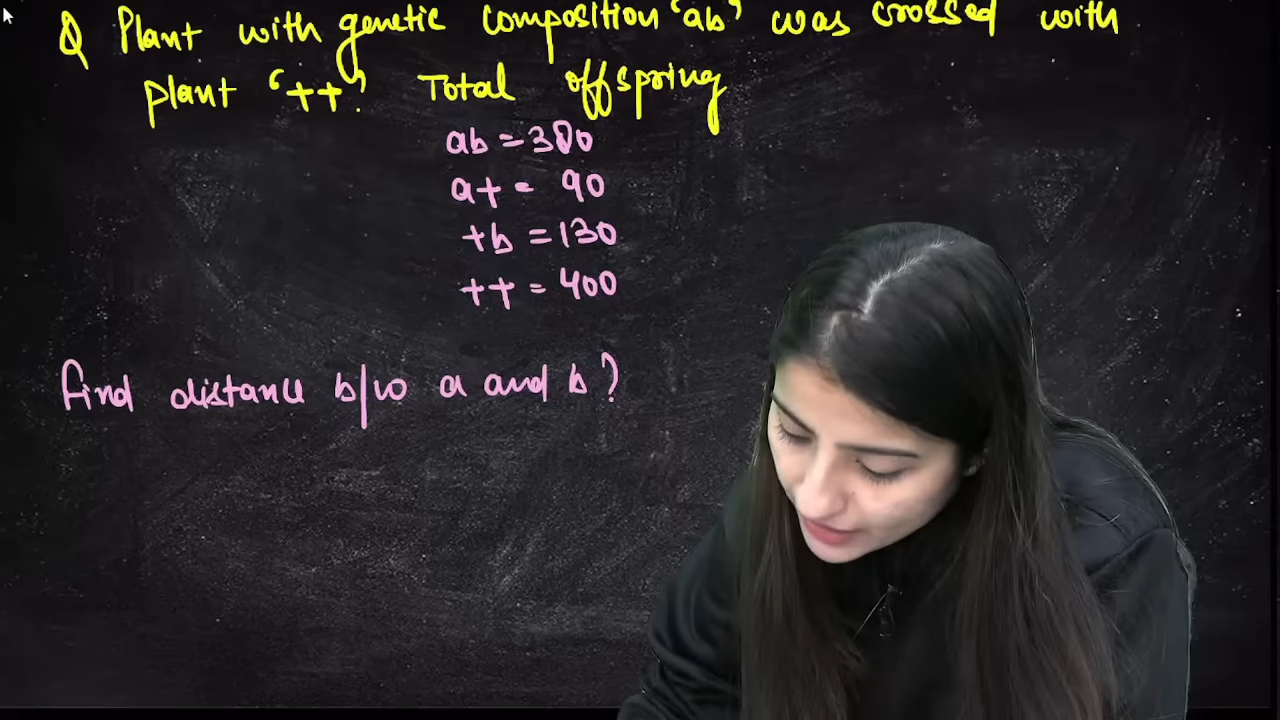 Q Plant with genetic composition 'ab' was crossed with
plant '++'. Total offspring
ab = 380
a+ = 90
+b = 130
++ = 400
find distance b/w a and b?